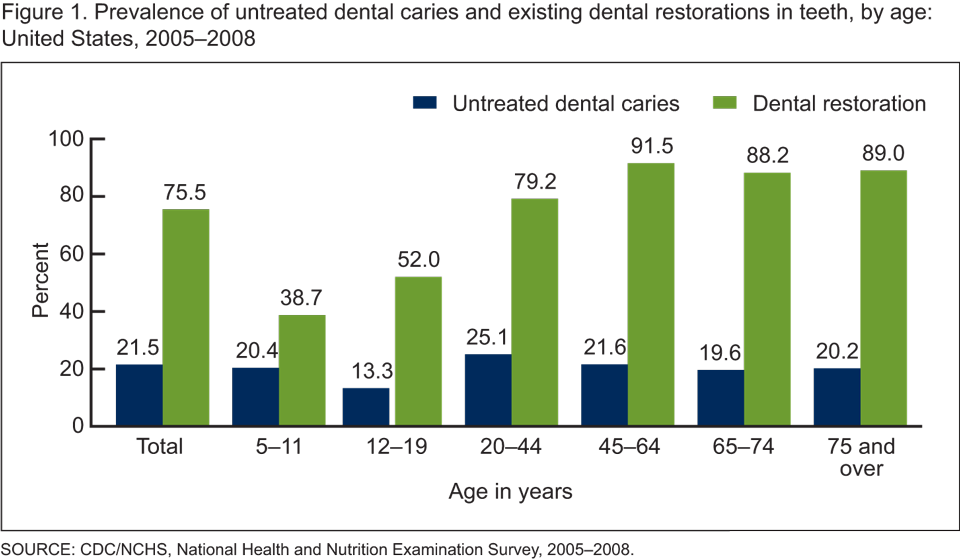 Figure 1. Prevalence of untreated dental caries and existing dental restorations in teeth, by age:
United States, 2005–2008
Untreated dental caries
Dental restoration
100
80
60
40
20
0
Percent
21.5
75.5
20.4
38.7
13.3
52.0
25.1
79.2
21.6
91.5
19.6
88.2
20.2
89.0
Total
5–11
12–19
20–44
45–64
65–74
75 and
over
Age in years
SOURCE: CDC/NCHS, National Health and Nutrition Examination Survey, 2005–2008.